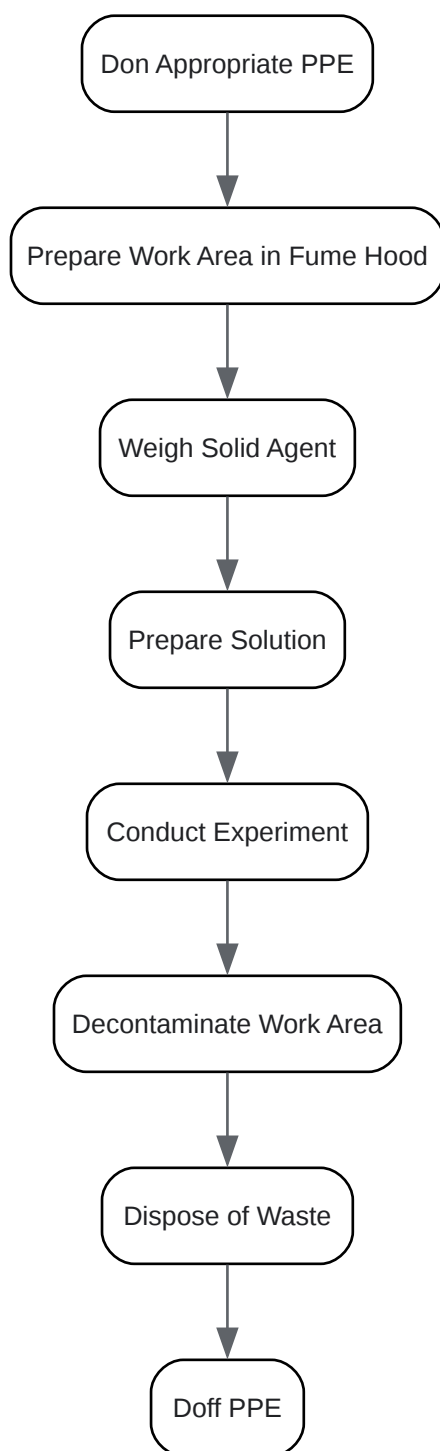 Don Appropriate PPE
Prepare Work Area in Fume Hood
Weigh Solid Agent
Prepare Solution
Conduct Experiment
Decontaminate Work Area
Dispose of Waste
Doff PPE